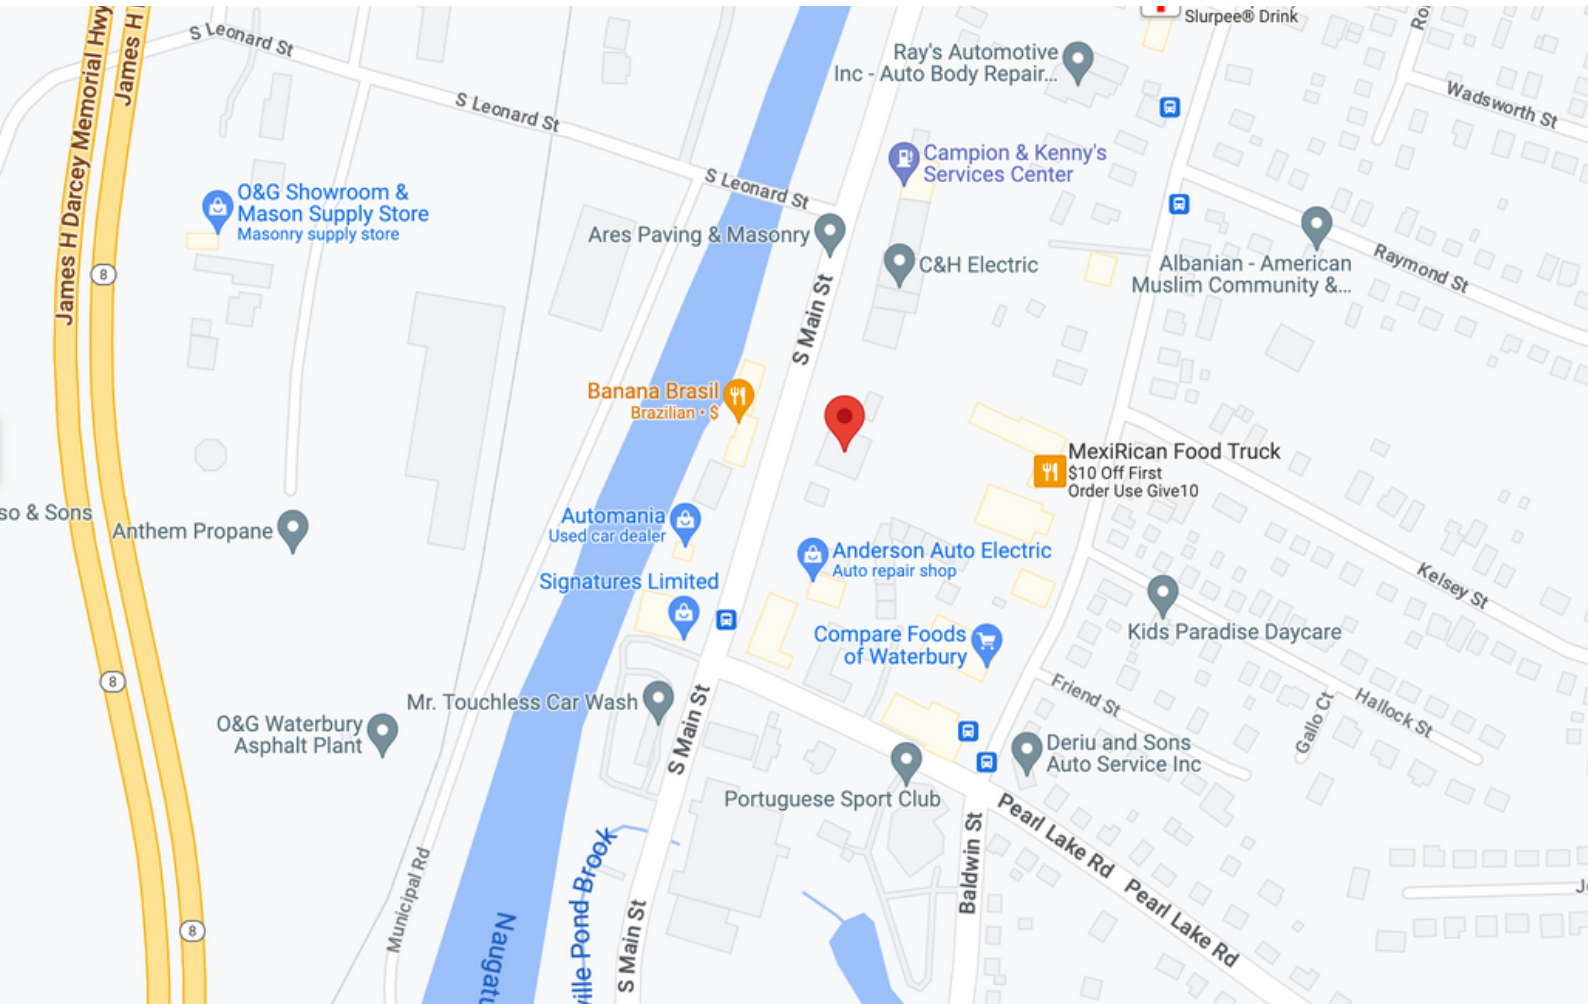 S Leonard St
James H Darcey Memorial Hwy
James H
Slurpee® Drink
Ray's Automotive
Inc - Auto Body Repair...
Wadsworth St
S Leonard St
Campion & Kenny's
Services Center
S Leonard St
O&G Showroom &
Mason Supply Store
Masonry supply store
Ares Paving & Masonry
C&H Electric
Albanian - American
Muslim Community &...
Raymond St
8
S Main St
Banana Brasil
Brazilian • $
MexiRican Food Truck
$10 Off First
Order Use Give10
so & Sons
Anthem Propane
Automania
Used car dealer
Anderson Auto Electric
Auto repair shop
Signatures Limited
Kelsey St
Kids Paradise Daycare
Compare Foods
of Waterbury
8
Mr. Touchless Car Wash
S Main St
Friend St
Gallo Ct
Hallock St
O&G Waterbury
Asphalt Plant
Deriu and Sons
Auto Service Inc
Portuguese Sport Club
Pearl Lake Rd
Pearl Lake Rd
Baldwin St
Municipal Rd
ville Pond Brook
Naugatu
S Main St
8